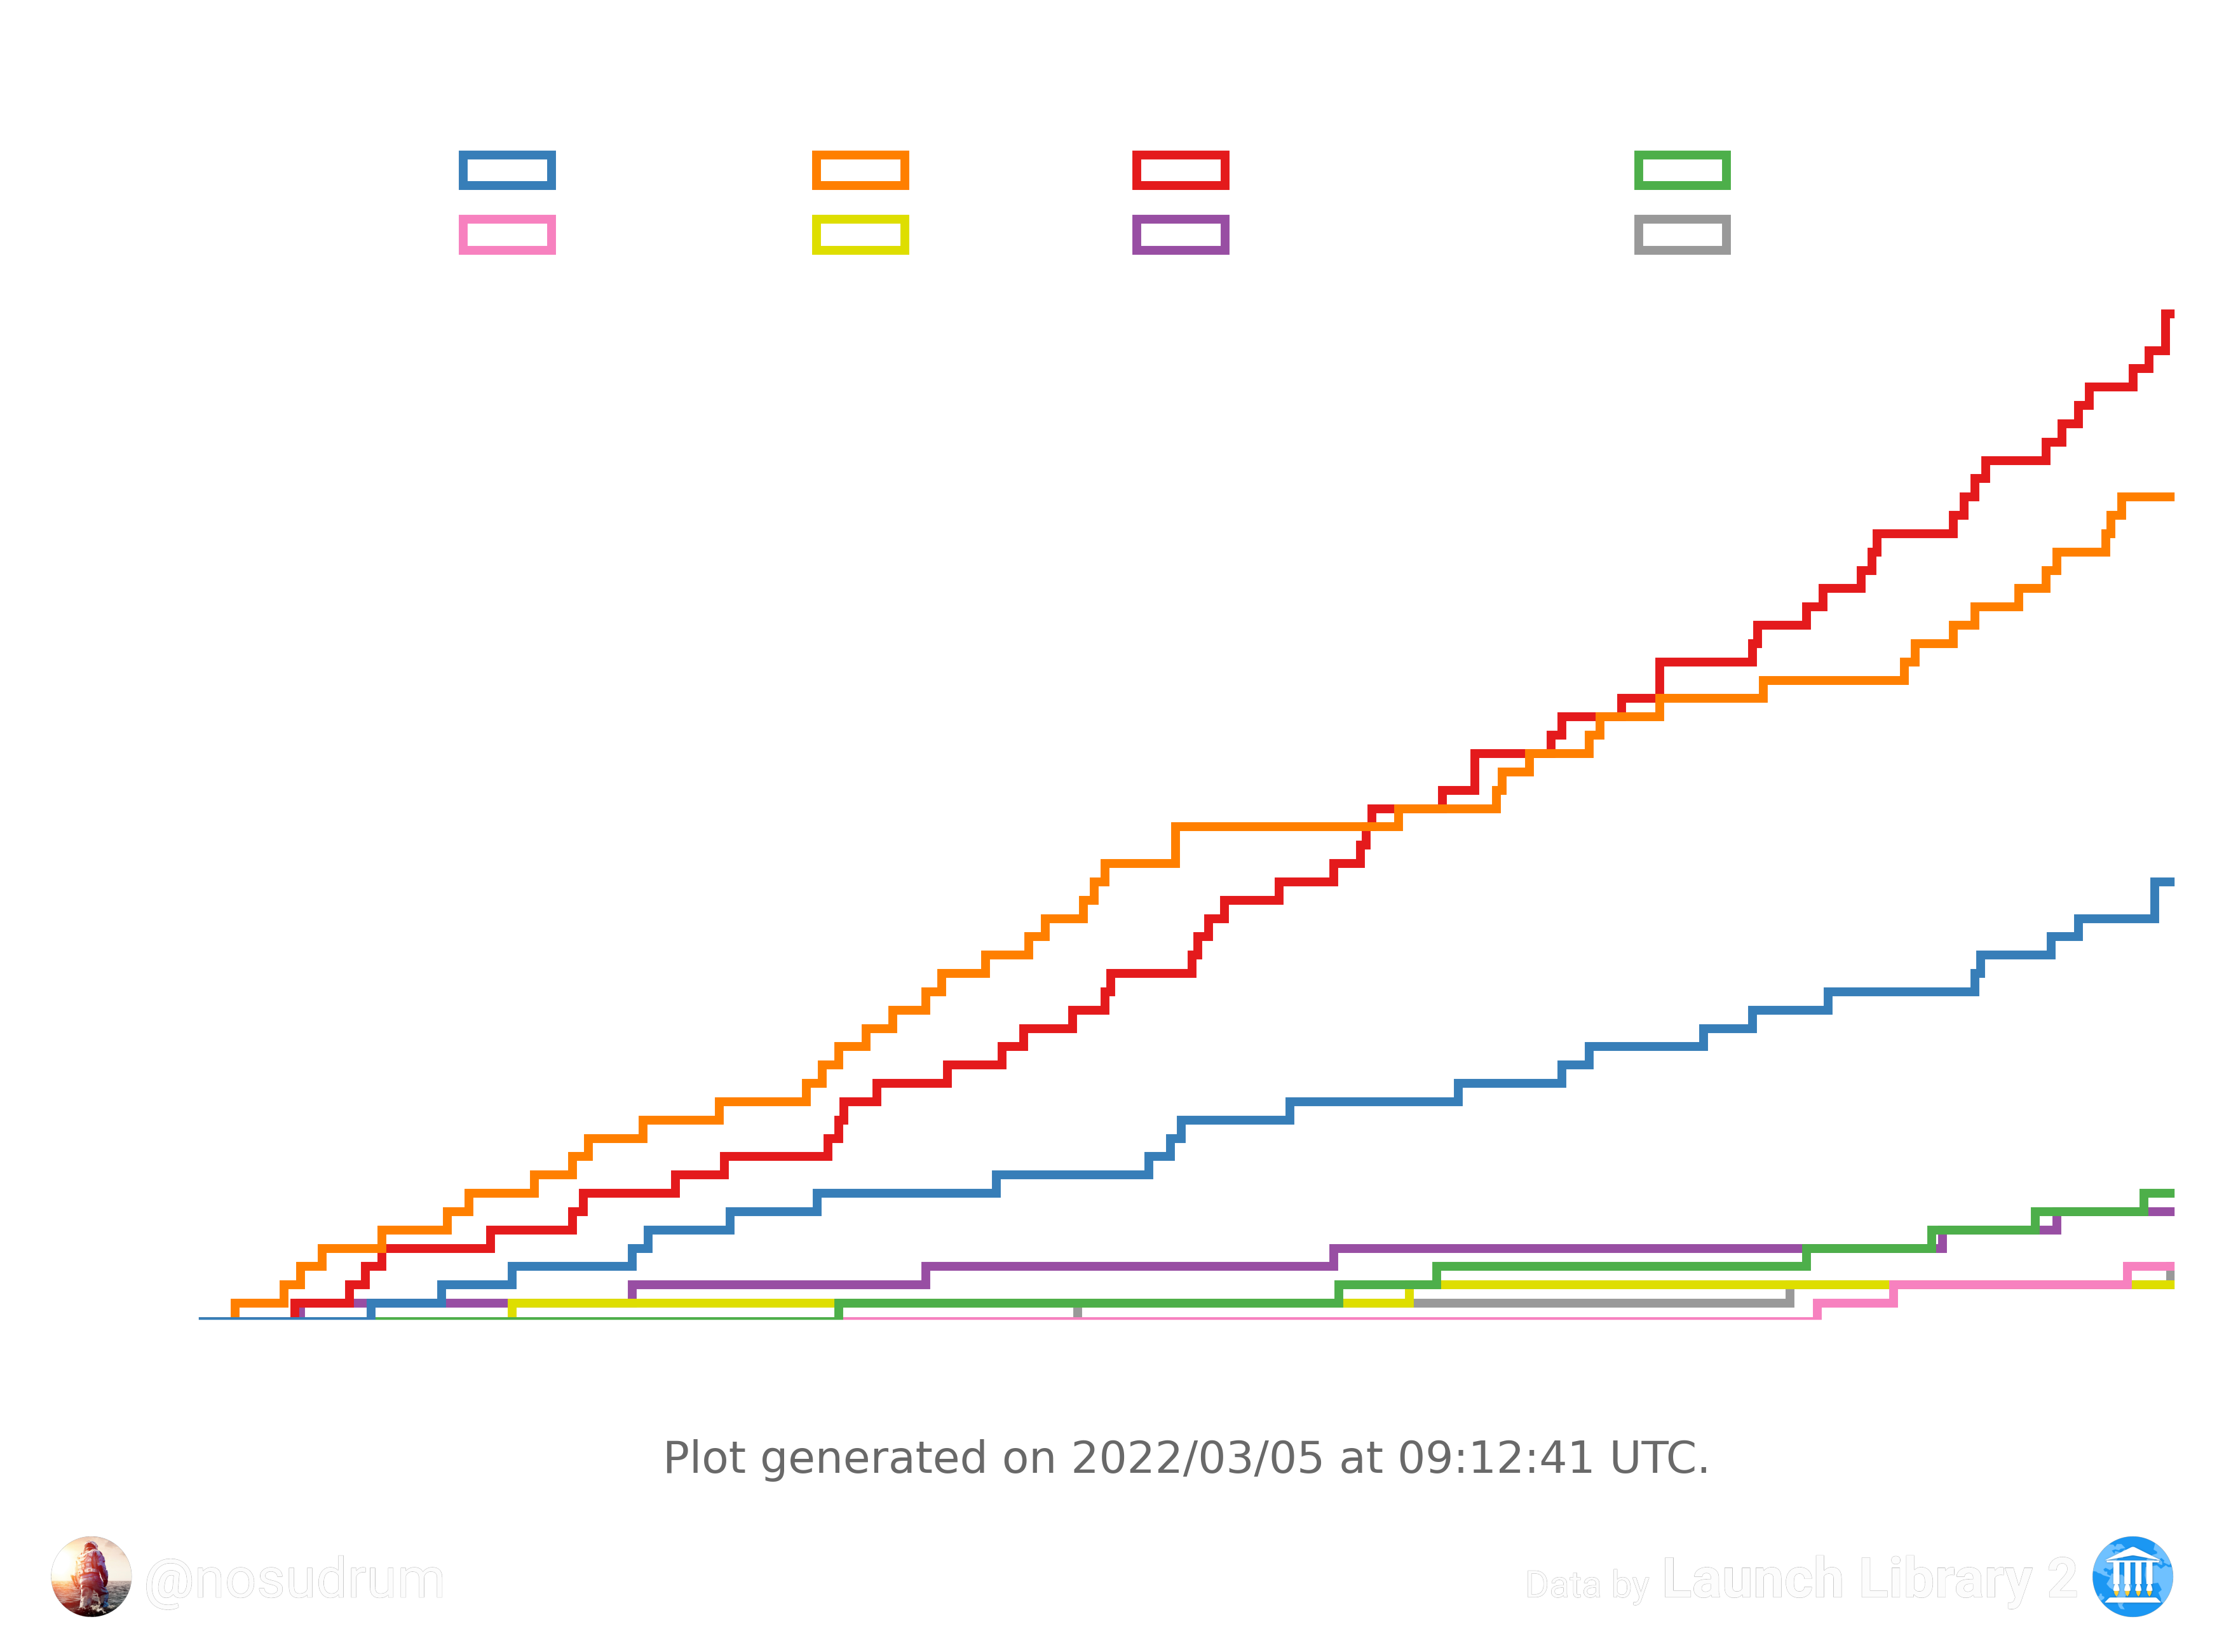 Plot generated on 2022/03/05 at 09:12:41 UTC.
@nosudrum
Data by Launch Library 2